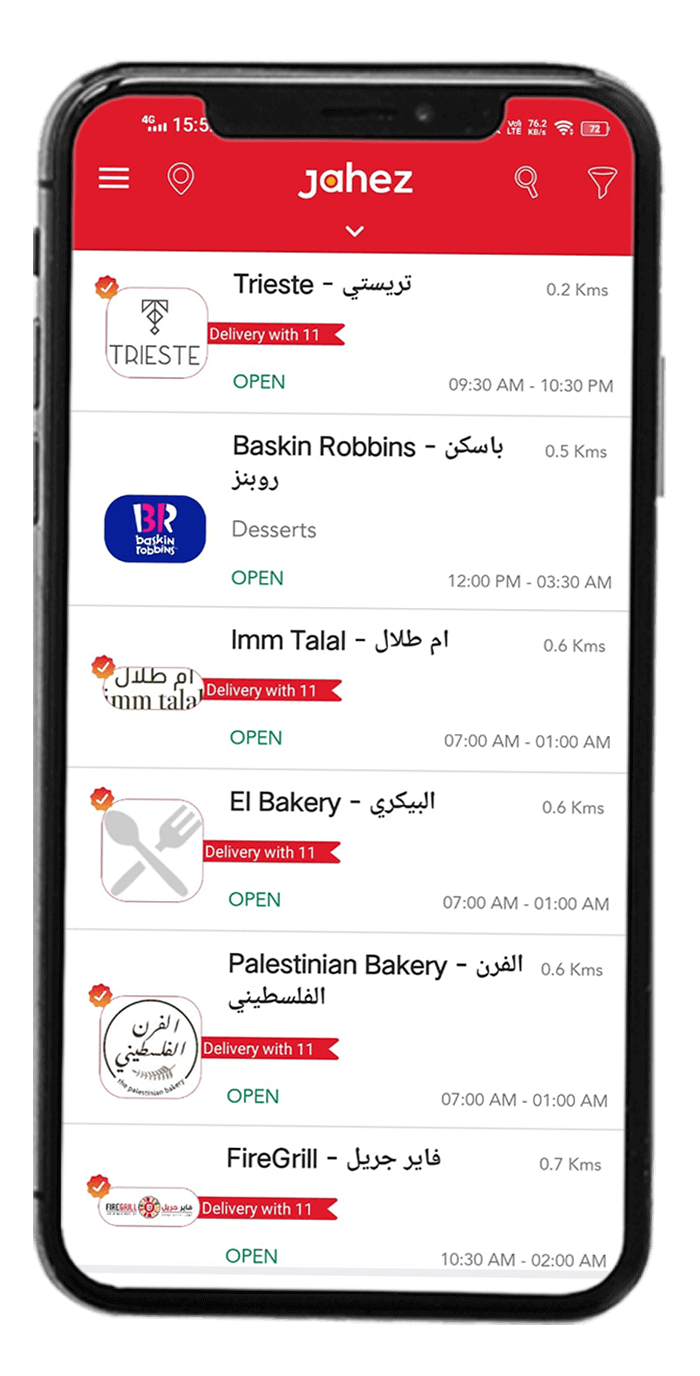 4G 15:5
Voi) LTE 76.2 KB/s 72
Jahez
Trieste - تريستي
0.2 Kms
TRIESTE
Delivery with 11
OPEN
09:30 AM - 10:30 PM
Baskin Robbins - باسكن
روبنز
0.5 Kms
BR
baskin
robbins
Desserts
OPEN
12:00 PM - 03:30 AM
Imm Talal - ام طلال
0.6 Kms
ام طلال
imm talal
Delivery with 11
OPEN
07:00 AM - 01:00 AM
El Bakery - البيكري
0.6 Kms
Delivery with 11
OPEN
07:00 AM - 01:00 AM
Palestinian Bakery - الفرن
الفلسطيني
0.6 Kms
الفرن
الفلسطيني
the palestinian bakery
Delivery with 11
OPEN
07:00 AM - 01:00 AM
FireGrill - فاير جريل
0.7 Kms
FIREGRILL فاير جريل
Delivery with 11
OPEN
10:30 AM - 02:00 AM